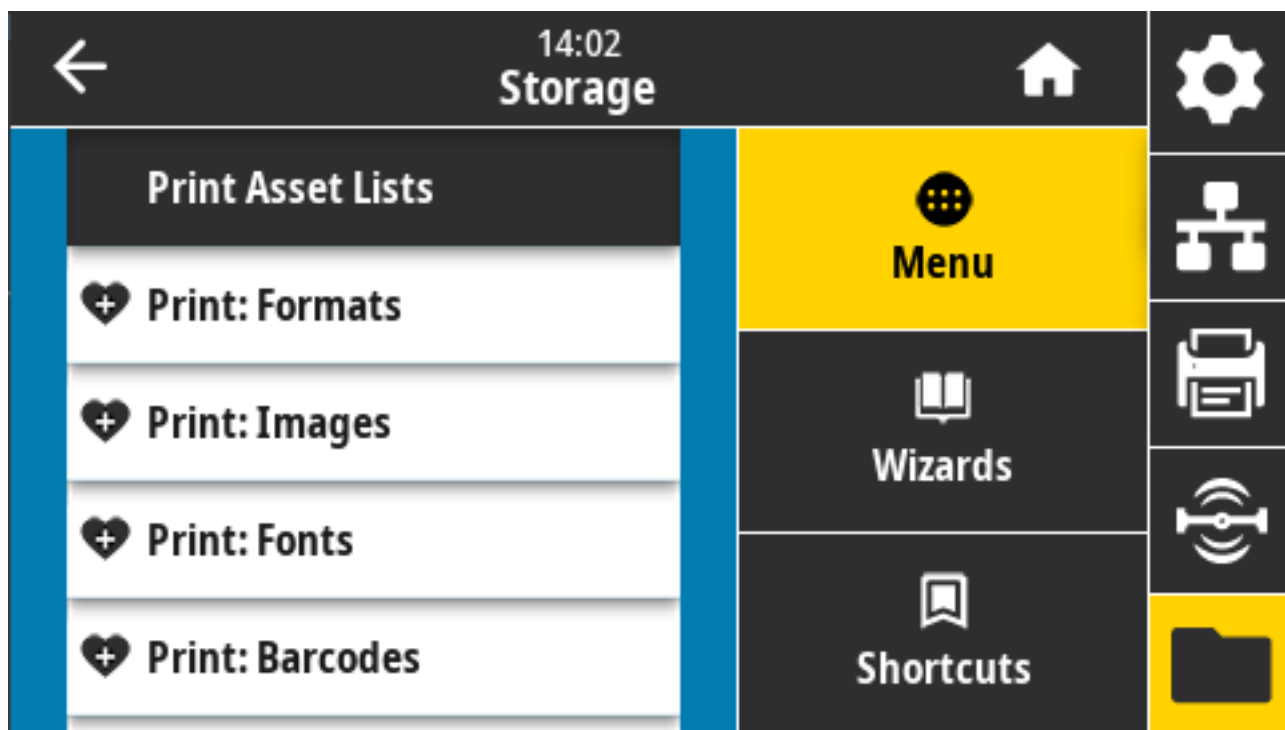 14:02
Storage
Print Asset Lists
Print: Formats
Print: Images
Print: Fonts
Print: Barcodes
Menu
Wizards
Shortcuts